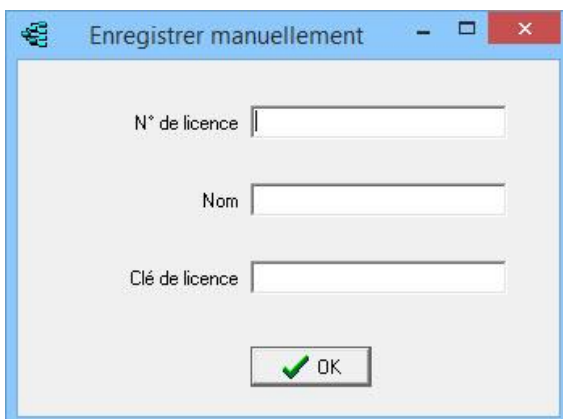 Enregistrer manuellement
N° de licence
Nom
Clé de licence
OK